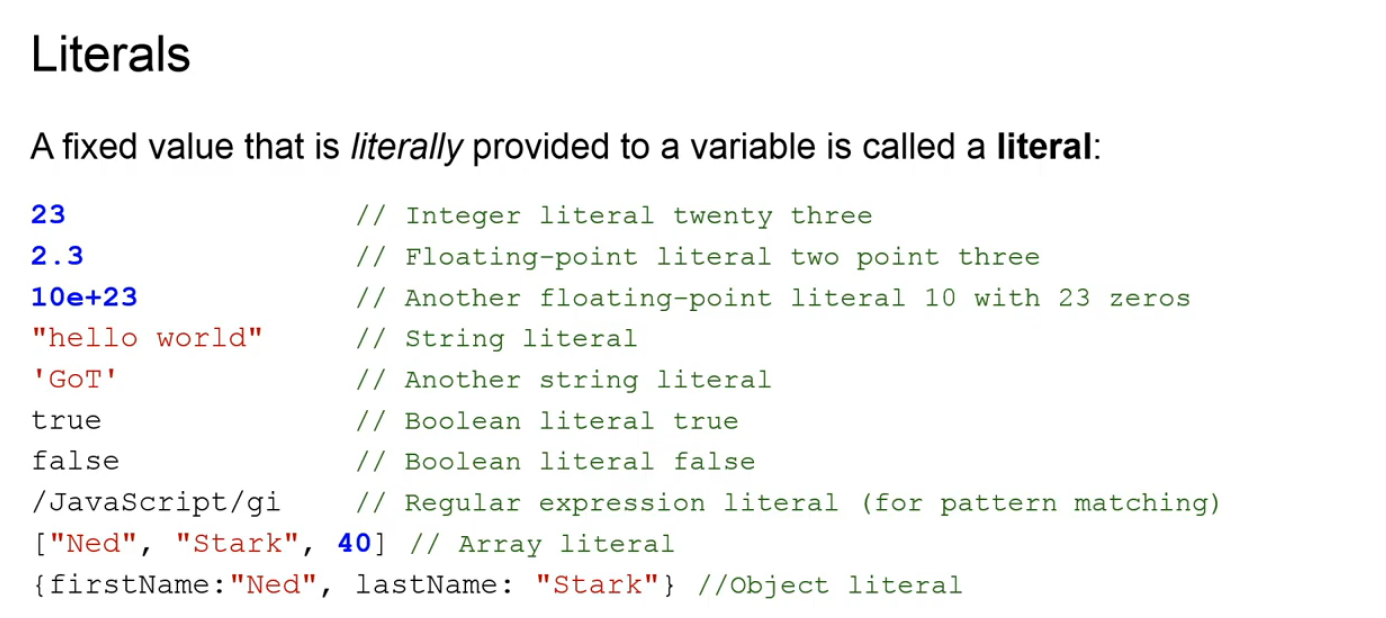 Literals
A fixed value that is literally provided to a variable is called a literal:
23 // Integer literal twenty three
2.3 // Floating-point literal two point three
10e+23 // Another floating-point literal 10 with 23 zeros
"hello world" // String literal
'GoT' // Another string literal
true // Boolean literal true
false // Boolean literal false
/JavaScript/gi // Regular expression literal (for pattern matching)
["Ned", "Stark", 40] // Array literal
{firstName:"Ned", lastName: "Stark"} //Object literal